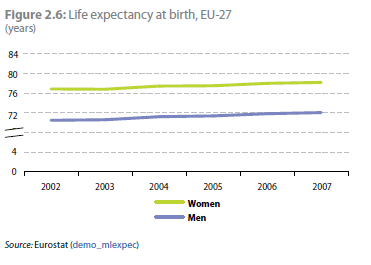 Figure 2.6: Life expectancy at birth, EU-27
(years)
84
80
76
72
4
0
2002 2003 2004 2005 2006 2007
Women
Men
Source: Eurostat (demo_mlexpec)